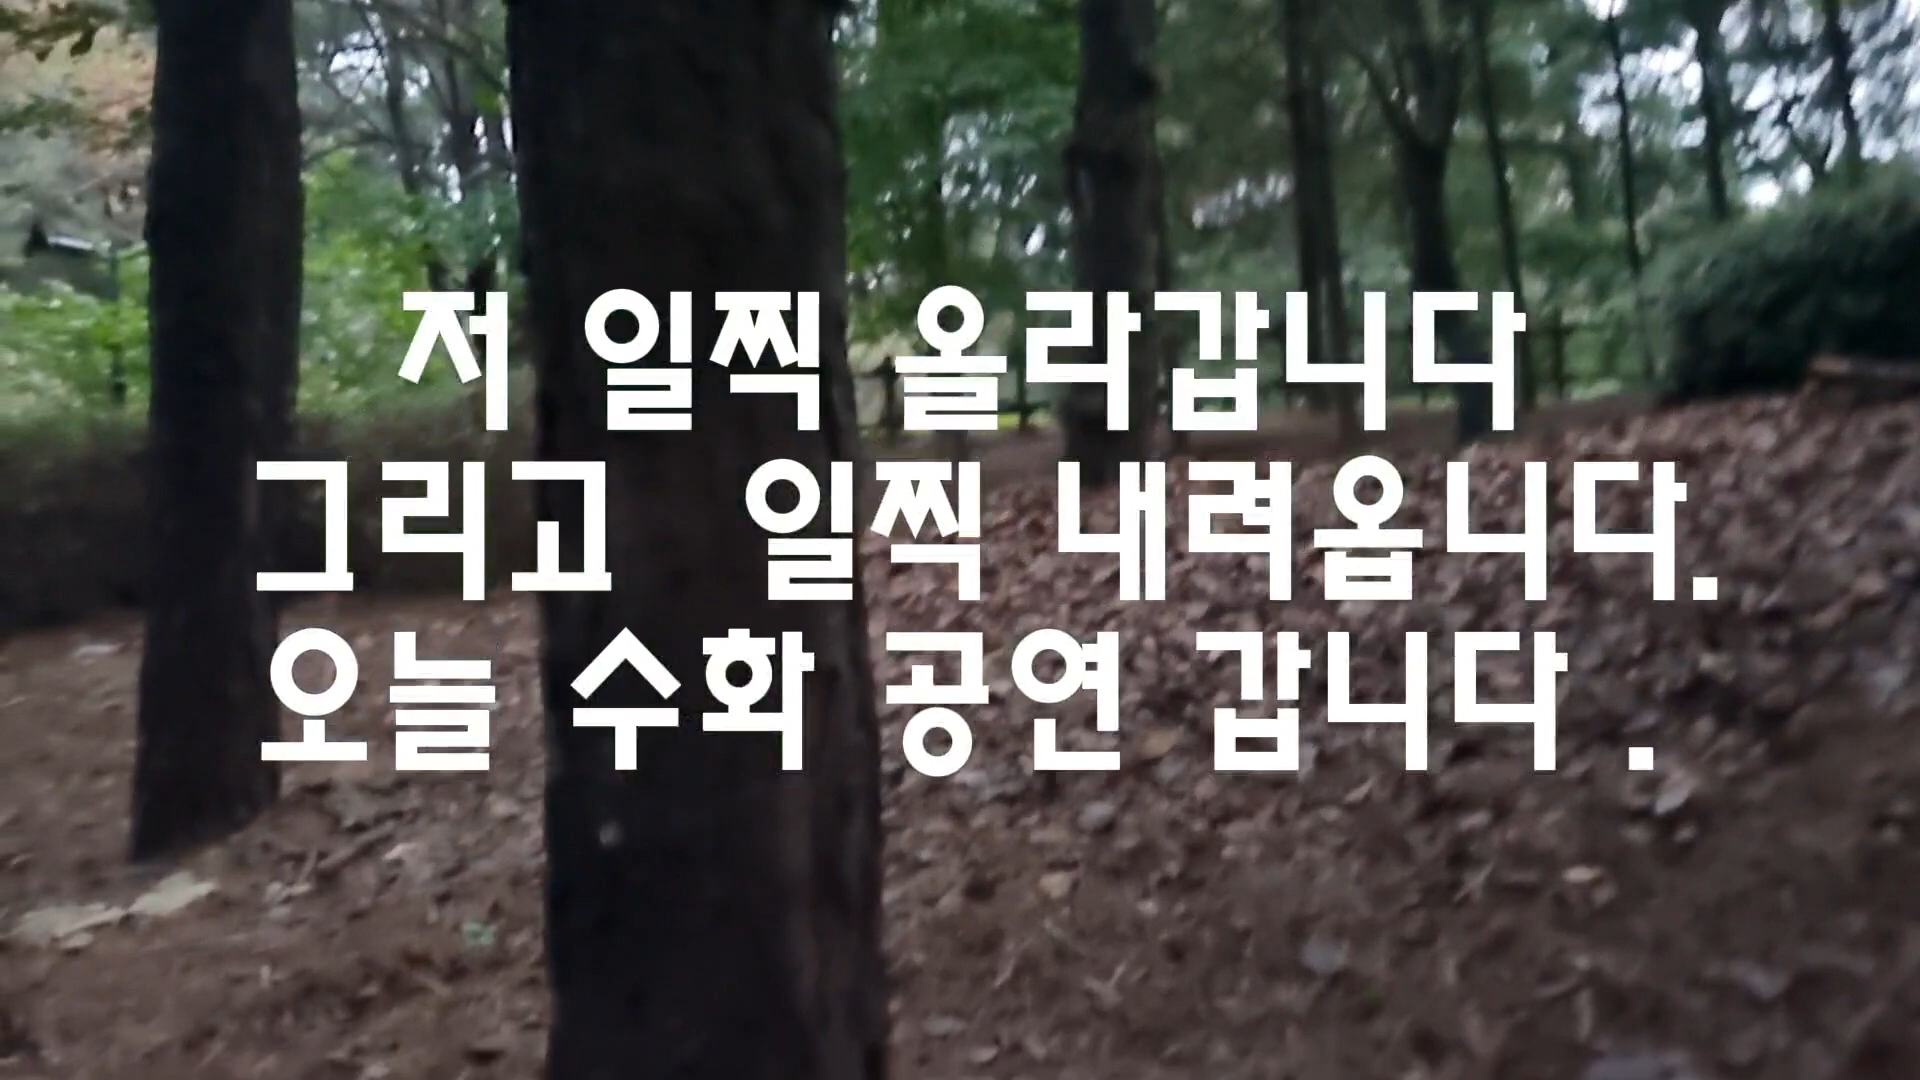 저 일찍 올라갑니다
그리고 일찍 내려옵니다.
오늘 수화 공연 갑니다 .